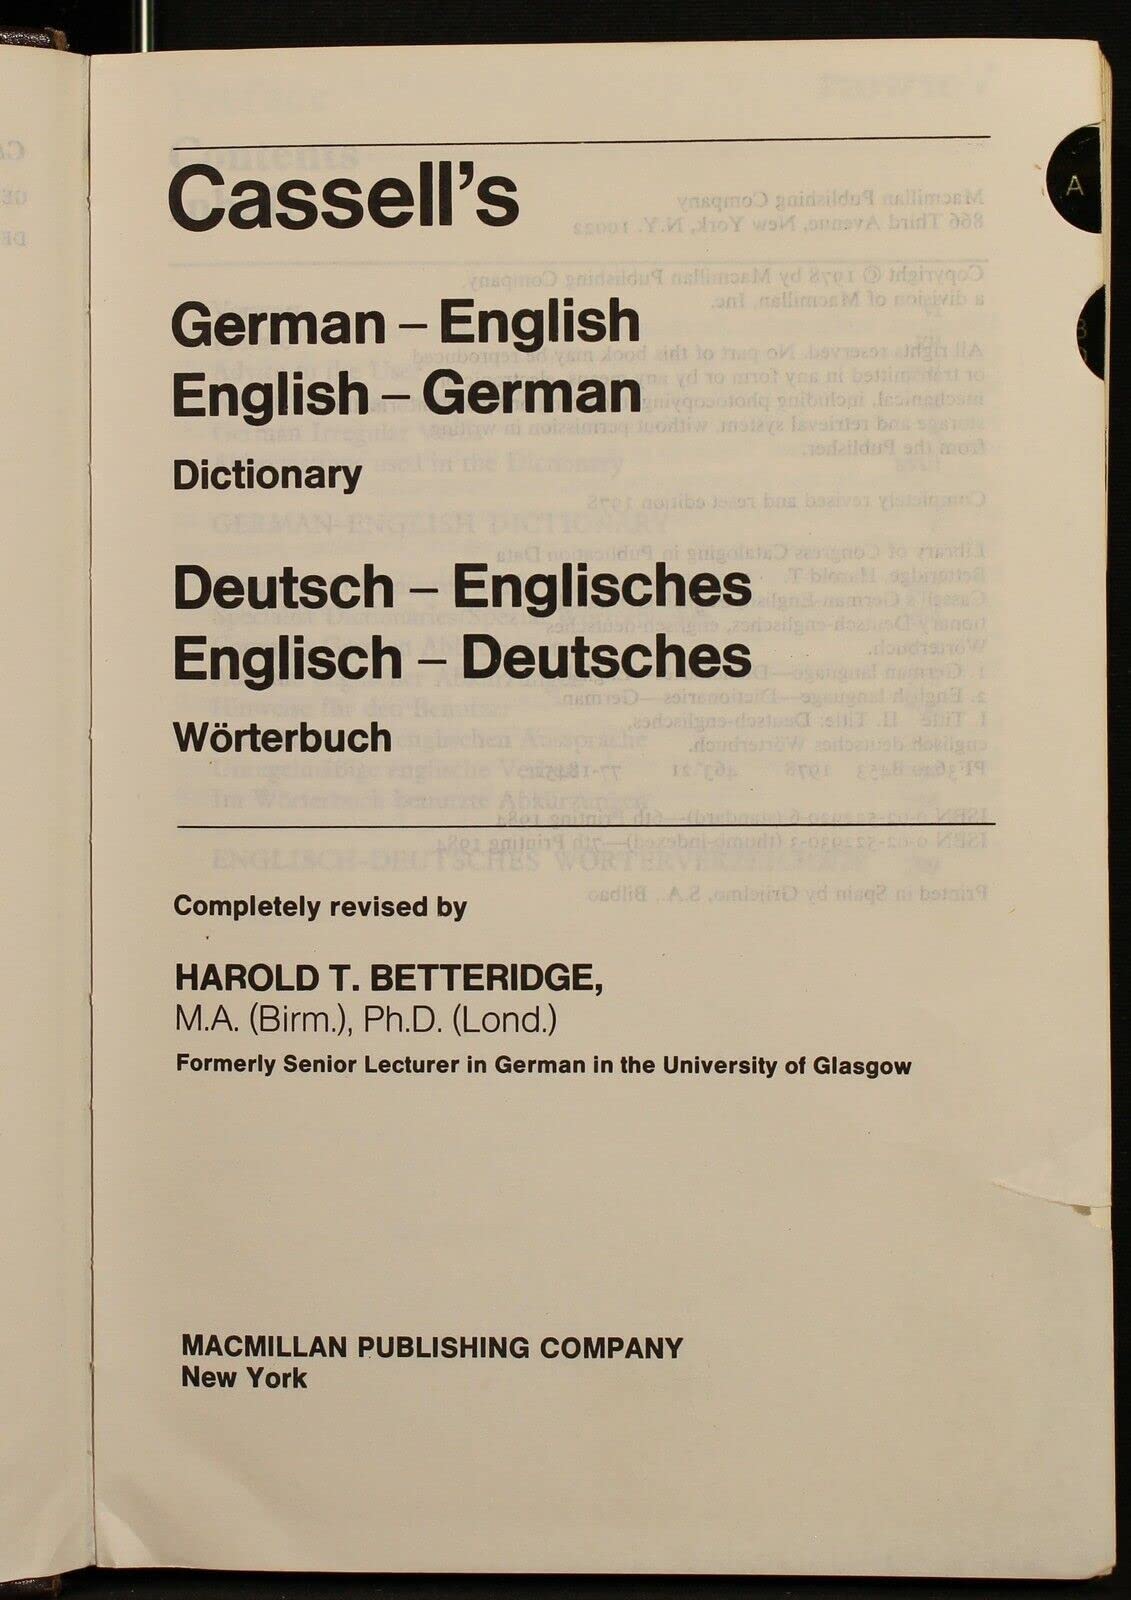 Cassell's
German – English
English – German
Dictionary
Deutsch – Englisches
Englisch – Deutsches
Wörterbuch
Completely revised by
HAROLD T. BETTERIDGE,
M.A. (Birm.), Ph.D. (Lond.)
Formerly Senior Lecturer in German in the University of Glasgow
MACMILLAN PUBLISHING COMPANY
New York
A
B